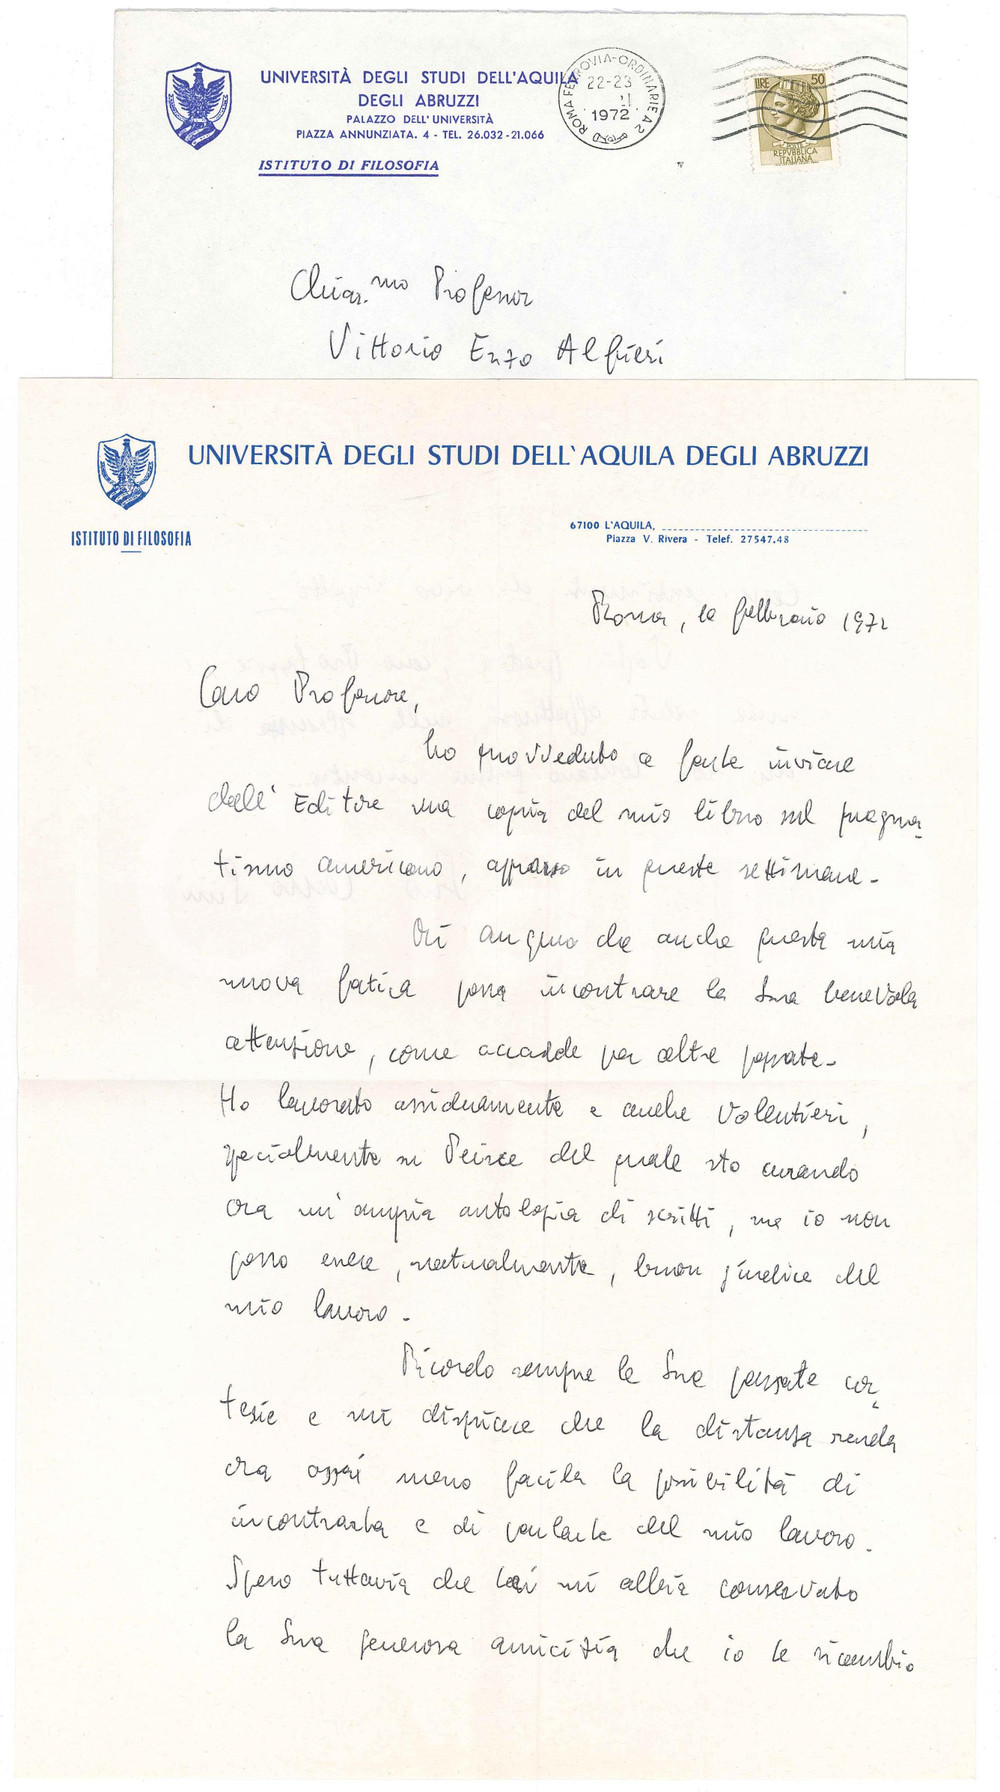 UNIVERSITÀ DEGLI STUDI DELL'AQUILA
DEGLI ABRUZZI
PALAZZO DELL'UNIVERSITÀ
PIAZZA ANNUNZIATA. 4 - TEL. 26.032 - 21.066
ISTITUTO DI FILOSOFIA
ROMA FERROVIA-ORDINARIE A 2
22-23
1972
LIRE 50
REPVBBLICA
ITALIANA
Chiar.mo Professor
Vittorio Enzo Alfieri
UNIVERSITÀ DEGLI STUDI DELL'AQUILA DEGLI ABRUZZI
ISTITUTO DI FILOSOFIA
67100 L'AQUILA,
Piazza V. Rivera - Telef. 27547.48
Roma, 10 febbraio 1972
Caro Professore,
ho provveduto a farle inviare
dall'Editore una copia del mio libro sul pragma-
tismo americano, apparso in queste settimane.
Mi auguro che anche questa mia
nuova fatica possa incontrare la Sua benevola
attenzione, come accadde per altre passate.
Ho lavorato assiduamente e anche volentieri,
specialmente su Peirce del quale sto curando
ora un'ampia antologia di scritti, ma io non
posso essere, naturalmente, buon giudice del
mio lavoro.
Ricordo sempre le Sue passate cor-
tesie e mi dispiace che la distanza renda
ora assai meno facile la possibilità di
incontrarla e di parlarle del mio lavoro.
Spero tuttavia che Lei mi abbia conservato
la Sua generosa amicizia che io Le ricambio